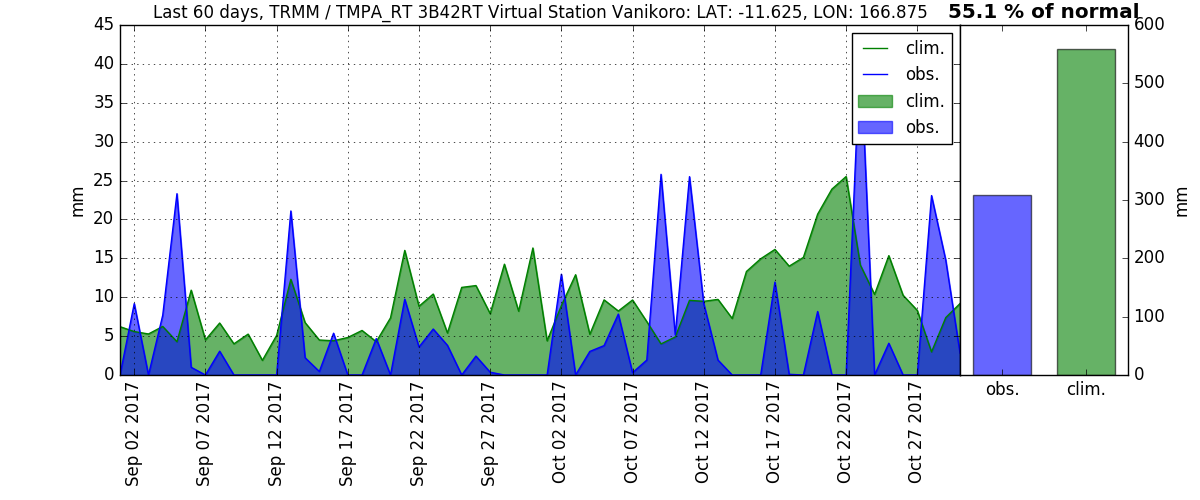 Last 60 days, TRMM / TMPA_RT 3B42RT Virtual Station Vanikoro: LAT: -11.625, LON: 166.875
55.1 % of normal
45
40
35
30
25
20
15
10
5
0
mm
clim.
obs.
clim.
obs.
Sep 02 2017
Sep 07 2017
Sep 12 2017
Sep 17 2017
Sep 22 2017
Sep 27 2017
Oct 02 2017
Oct 07 2017
Oct 12 2017
Oct 17 2017
Oct 22 2017
Oct 27 2017
600
500
400
300
200
100
0
mm
obs.
clim.